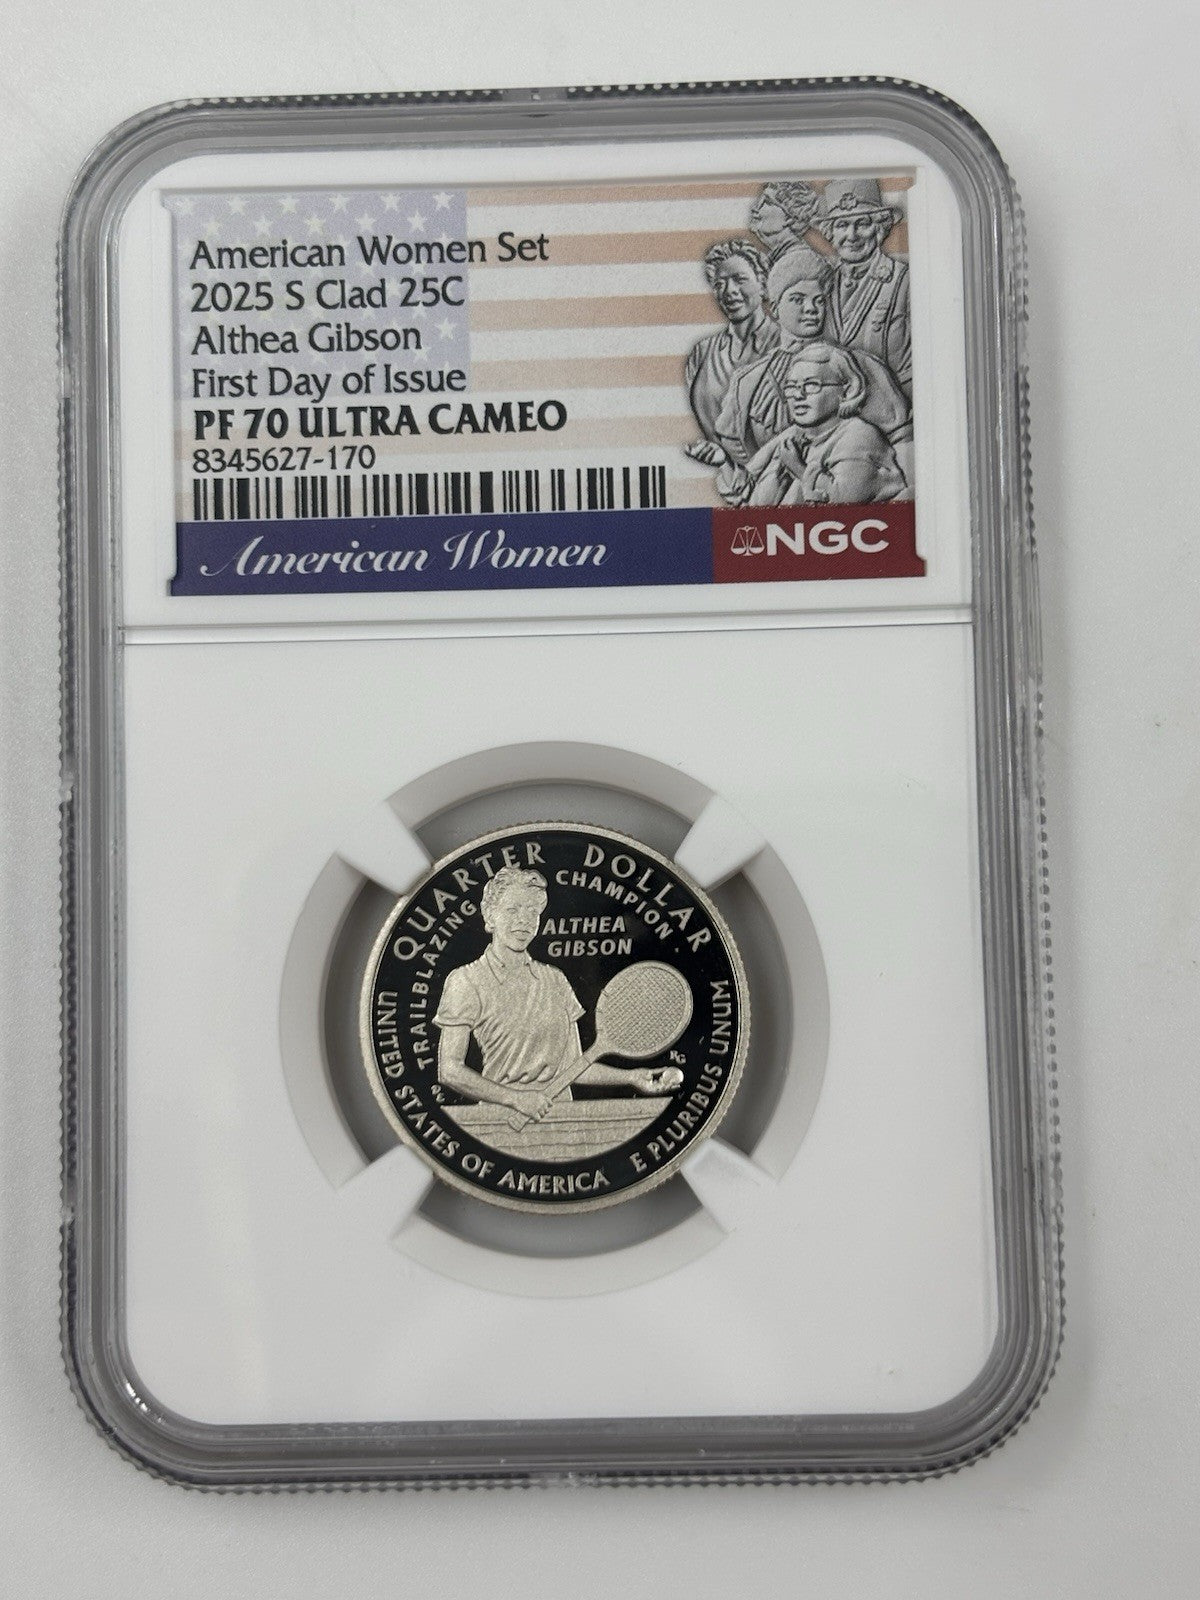 American Women Set
2025 S Clad 25C
Althea Gibson
First Day of Issue
PF 70 ULTRA CAMEO
8345627-170
American Women
NGC
QUARTER DOLLAR
TRAILBLAZING
CHAMPION
ALTHEA
GIBSON
UNITED STATES OF AMERICA
E PLURIBUS UNUM